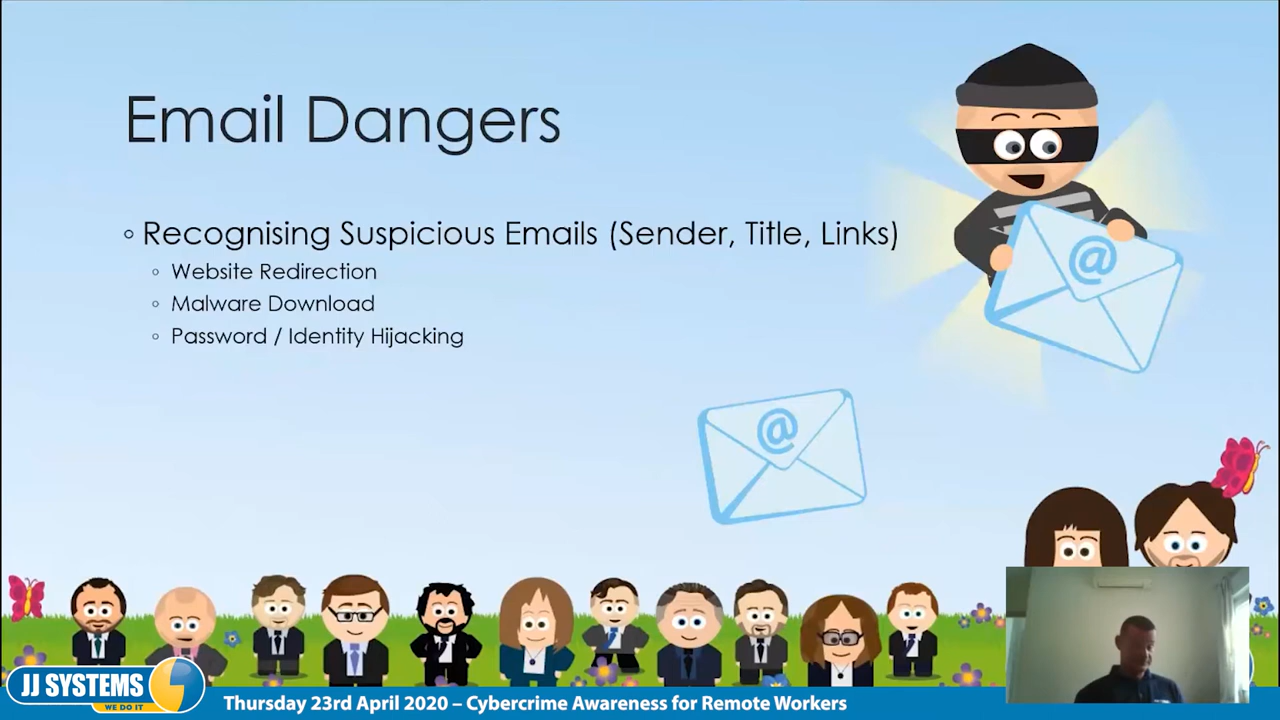 Email Dangers
Recognising Suspicious Emails (Sender, Title, Links)
Website Redirection
Malware Download
Password / Identity Hijacking
@
@
JJ SYSTEMS
WE DO IT
Thursday 23rd April 2020 – Cybercrime Awareness for Remote Workers